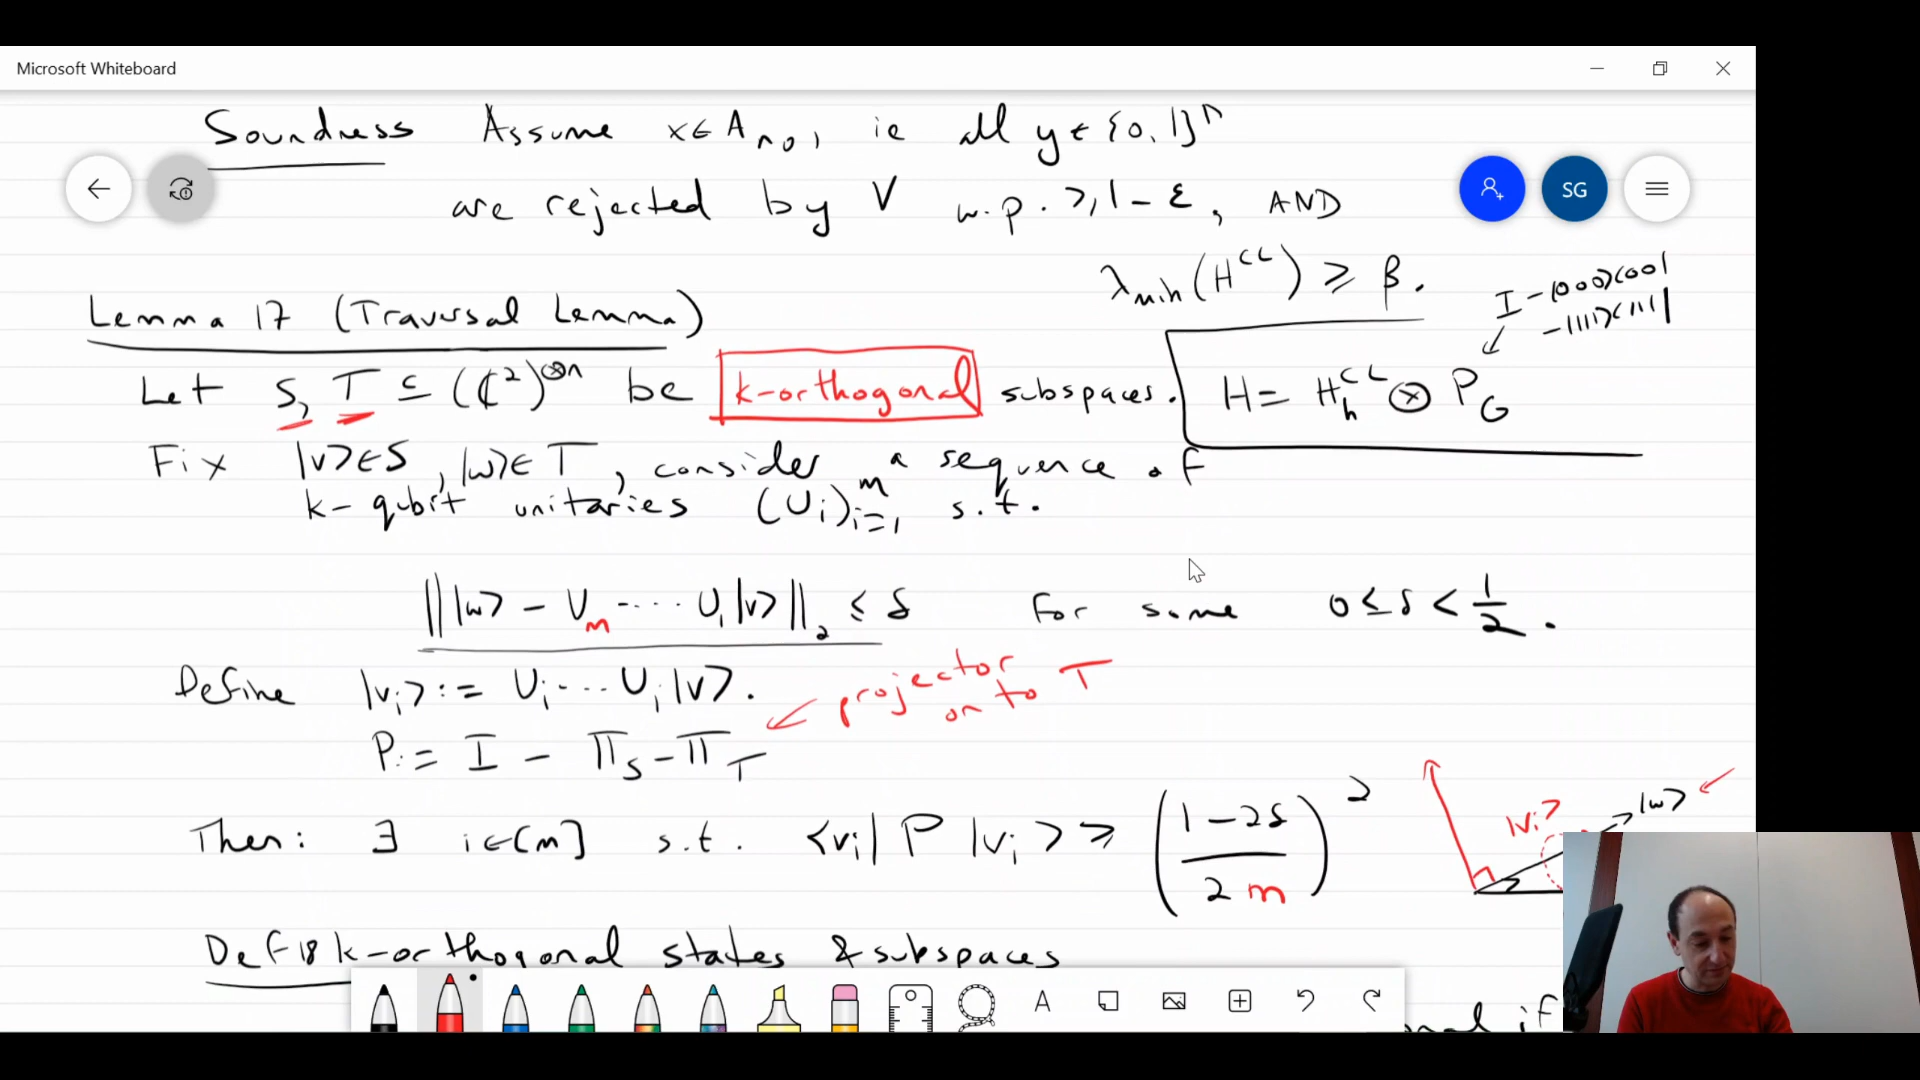 Microsoft Whiteboard
Soundness Assume x∈A_no, ie all y∈{0,1}^n
SG
are rejected by V w.p. ≥ 1-ε, AND
λ_min(H^CL) ≥ β.
I-|000><000|
-|111><111|
Lemma 17 (Traversal Lemma)
Let S, T ⊆ (ℂ²)^⊗n be k-orthogonal subspaces.
H = H_h^CL ⊗ P_G
Fix |v>∈S, |w>∈T, consider a sequence of
k-qubit unitaries (U_i)_{i=1}^m s.t.
|| |w> - U_m ⋯ U_1|v> ||_2 ≤ δ for some 0 ≤ δ < 1/2.
Define |v_i> := U_i ⋯ U_1|v>.
projector
onto T
P := I - Π_S - Π_T
Then: ∃ i∈[m] s.t. <v_i| P |v_i> ≥ ((1-2δ)/(2m))^2
|v_i> |w>
Def 18 k-orthogonal states & subspaces
if
A